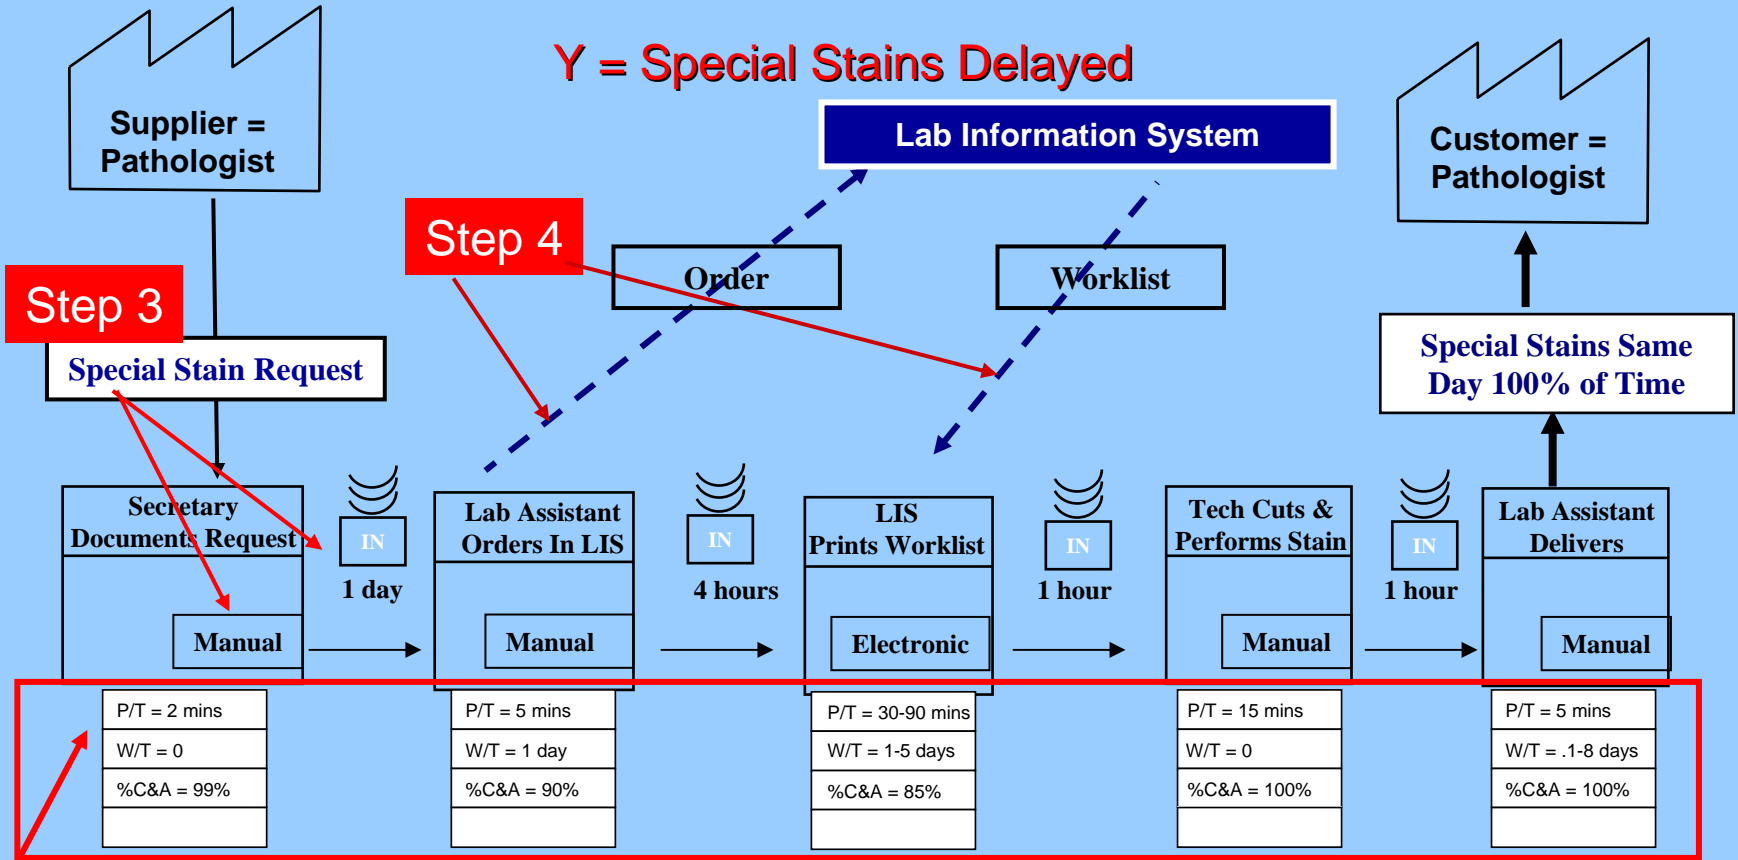 Y = Special Stains Delayed
Supplier =
Pathologist
Lab Information System
Customer =
Pathologist
Step 4
Order
Worklist
Step 3
Special Stain Request
Special Stains Same
Day 100% of Time
Secretary
Documents Request
Manual
IN
1 day
Lab Assistant
Orders In LIS
Manual
IN
4 hours
LIS
Prints Worklist
Electronic
IN
1 hour
Tech Cuts &
Performs Stain
Manual
IN
1 hour
Lab Assistant
Delivers
Manual
P/T = 2 mins
W/T = 0
%C&A = 99%
P/T = 5 mins
W/T = 1 day
%C&A = 90%
P/T = 30-90 mins
W/T = 1-5 days
%C&A = 85%
P/T = 15 mins
W/T = 0
%C&A = 100%
P/T = 5 mins
W/T = .1-8 days
%C&A = 100%